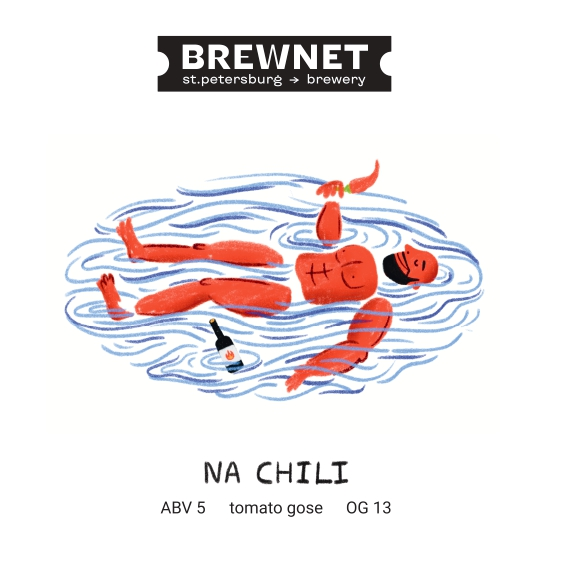 BREWNET
st.petersburg → brewery
NA CHILI
ABV 5 tomato gose OG 13